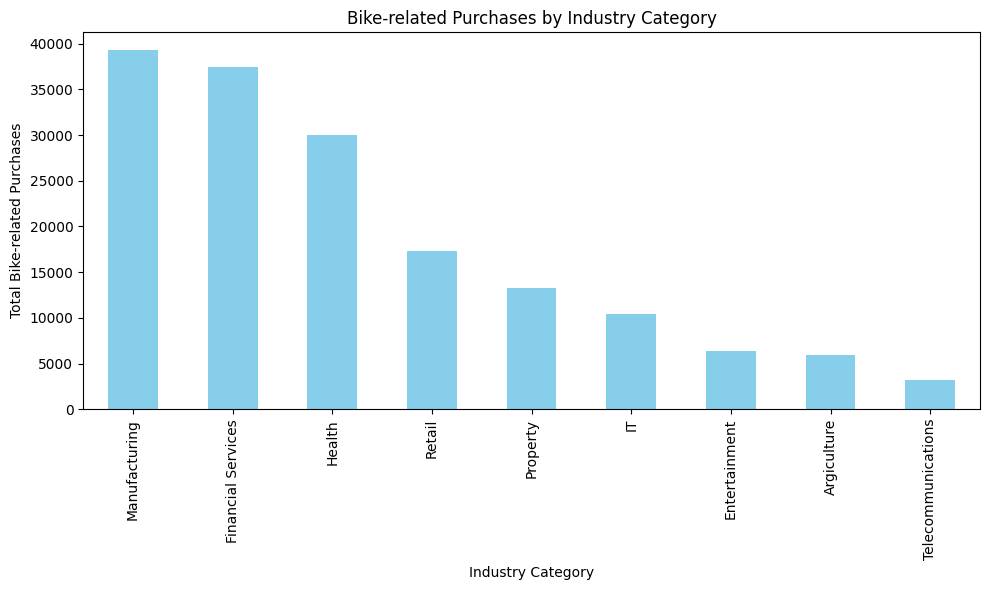 Bike-related Purchases by Industry Category
Total Bike-related Purchases
40000
35000
30000
25000
20000
15000
10000
5000
0
Manufacturing
Financial Services
Health
Retail
Property
IT
Entertainment
Argiculture
Telecommunications
Industry Category